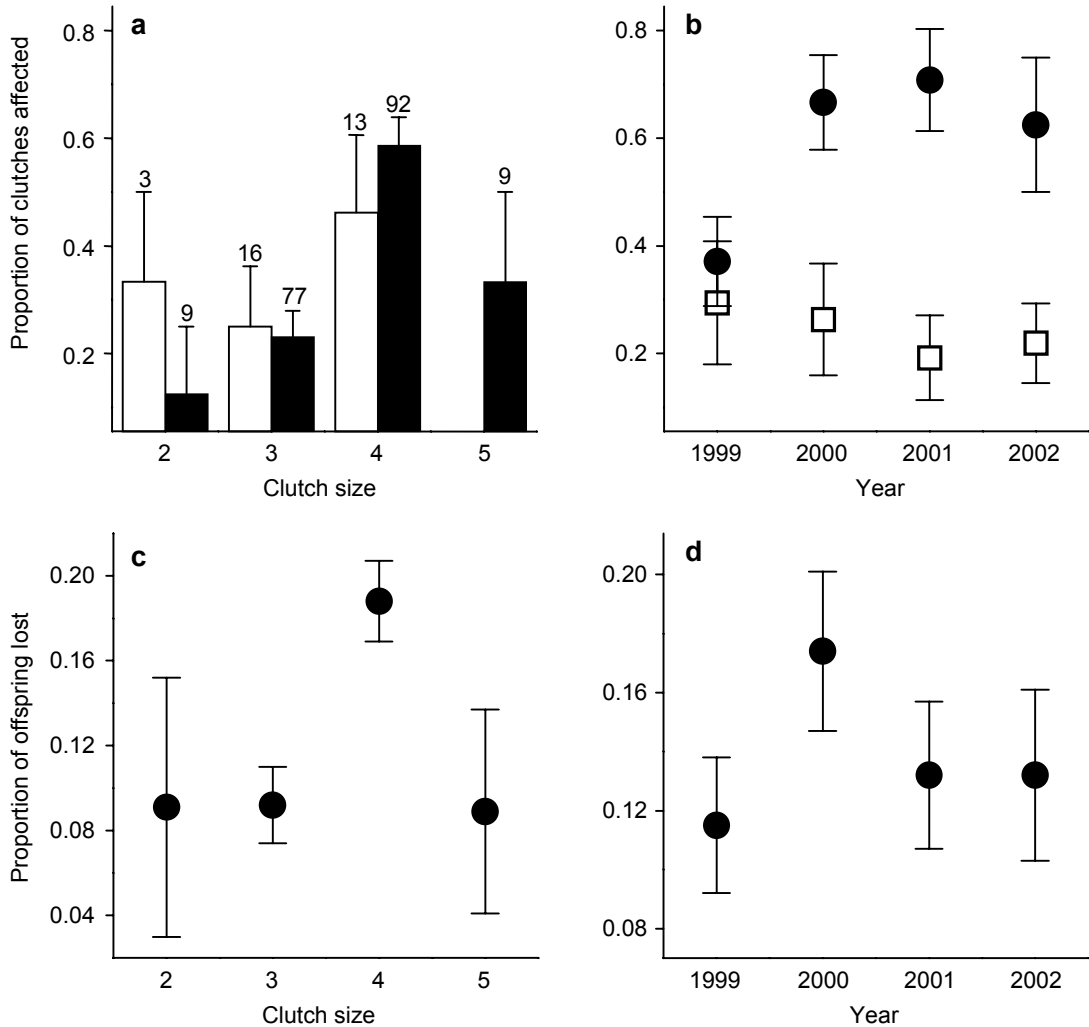 a
Proportion of clutches affected
0.8
0.6
0.4
0.2
3
9
16
77
13
92
9
2 3 4 5
Clutch size
b
0.8
0.6
0.4
0.2
1999 2000 2001 2002
Year
c
Proportion of offspring lost
0.20
0.16
0.12
0.08
0.04
2 3 4 5
Clutch size
d
0.20
0.16
0.12
0.08
1999 2000 2001 2002
Year